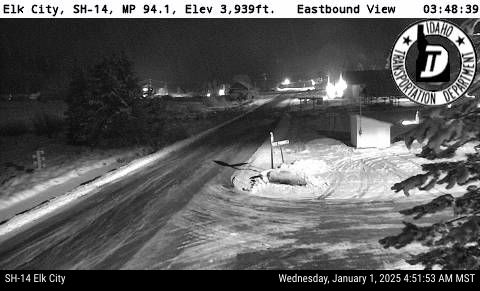 Elk City, SH-14, MP 94.1, Elev 3,939ft. Eastbound View 03:48:39
IDAHO
TRANSPORTATION DEPARTMENT
SH-14 Elk City
Wednesday, January 1, 2025 4:51:53 AM MST